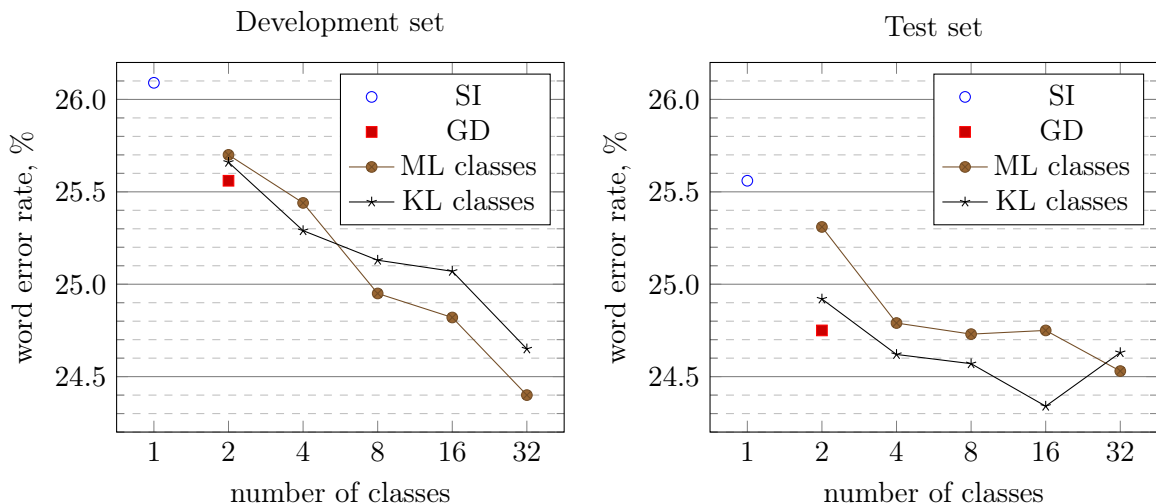 Development set
word error rate, %
26.0
25.5
25.0
24.5
1 2 4 8 16 32
number of classes
SI
GD
ML classes
KL classes
Test set
word error rate, %
26.0
25.5
25.0
24.5
1 2 4 8 16 32
number of classes
SI
GD
ML classes
KL classes